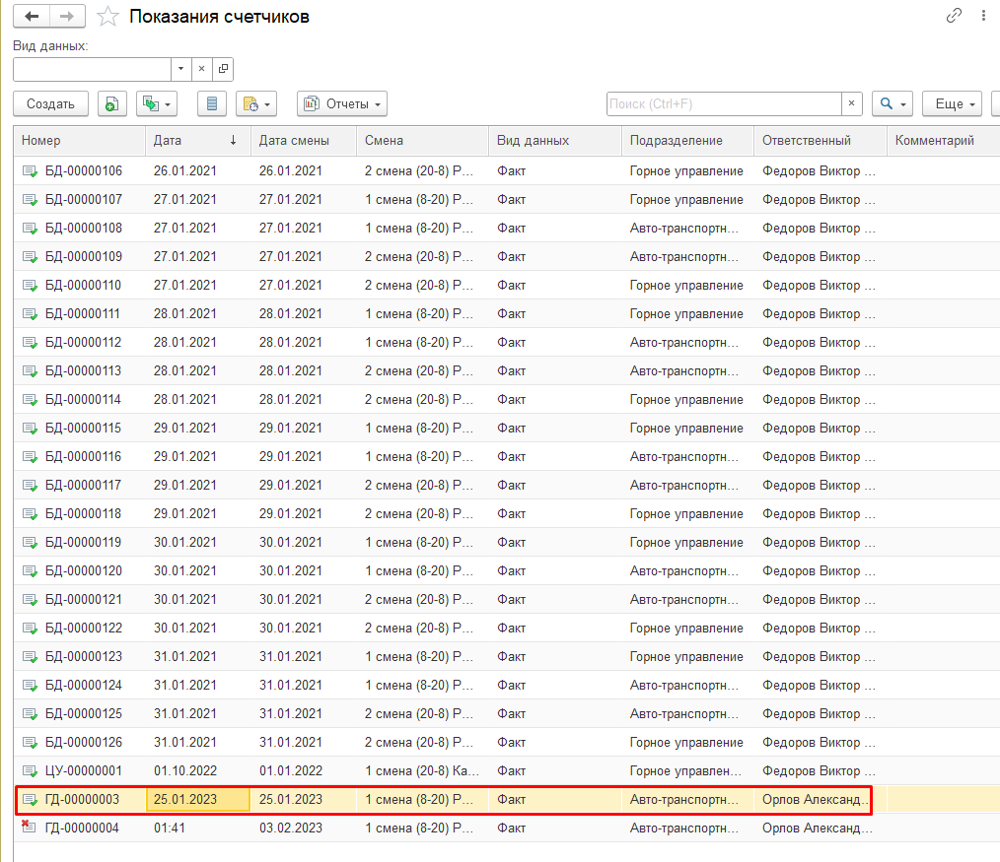 Показания счетчиков
Вид данных:
Создать Отчеты Поиск (Ctrl+F) Еще
Номер Дата ↓ Дата смены Смена Вид данных Подразделение Ответственный Комментарий
БД-00000106 26.01.2021 26.01.2021 2 смена (20-8) Р... Факт Горное управление Федоров Виктор ...
БД-00000107 27.01.2021 27.01.2021 1 смена (8-20) Р... Факт Горное управление Федоров Виктор ...
БД-00000108 27.01.2021 27.01.2021 1 смена (8-20) Р... Факт Авто-транспортн... Федоров Виктор ...
БД-00000109 27.01.2021 27.01.2021 2 смена (20-8) Р... Факт Авто-транспортн... Федоров Виктор ...
БД-00000110 27.01.2021 27.01.2021 2 смена (20-8) Р... Факт Горное управление Федоров Виктор ...
БД-00000111 28.01.2021 28.01.2021 1 смена (8-20) Р... Факт Горное управление Федоров Виктор ...
БД-00000112 28.01.2021 28.01.2021 1 смена (8-20) Р... Факт Авто-транспортн... Федоров Виктор ...
БД-00000113 28.01.2021 28.01.2021 2 смена (20-8) Р... Факт Авто-транспортн... Федоров Виктор ...
БД-00000114 28.01.2021 28.01.2021 2 смена (20-8) Р... Факт Горное управление Федоров Виктор ...
БД-00000115 29.01.2021 29.01.2021 1 смена (8-20) Р... Факт Горное управление Федоров Виктор ...
БД-00000116 29.01.2021 29.01.2021 1 смена (8-20) Р... Факт Авто-транспортн... Федоров Виктор ...
БД-00000117 29.01.2021 29.01.2021 2 смена (20-8) Р... Факт Авто-транспортн... Федоров Виктор ...
БД-00000118 29.01.2021 29.01.2021 2 смена (20-8) Р... Факт Горное управление Федоров Виктор ...
БД-00000119 30.01.2021 30.01.2021 1 смена (8-20) Р... Факт Горное управление Федоров Виктор ...
БД-00000120 30.01.2021 30.01.2021 1 смена (8-20) Р... Факт Авто-транспортн... Федоров Виктор ...
БД-00000121 30.01.2021 30.01.2021 2 смена (20-8) Р... Факт Авто-транспортн... Федоров Виктор ...
БД-00000122 30.01.2021 30.01.2021 2 смена (20-8) Р... Факт Горное управление Федоров Виктор ...
БД-00000123 31.01.2021 31.01.2021 1 смена (8-20) Р... Факт Горное управление Федоров Виктор ...
БД-00000124 31.01.2021 31.01.2021 1 смена (8-20) Р... Факт Авто-транспортн... Федоров Виктор ...
БД-00000125 31.01.2021 31.01.2021 2 смена (20-8) Р... Факт Авто-транспортн... Федоров Виктор ...
БД-00000126 31.01.2021 31.01.2021 2 смена (20-8) Р... Факт Горное управление Федоров Виктор ...
ЦУ-00000001 01.10.2022 01.01.2022 1 смена (20-8) Ка... Факт Горное управлен... Федоров Виктор ...
ГД-00000003 25.01.2023 25.01.2023 1 смена (8-20) Р... Факт Авто-транспортн... Орлов Александ...
ГД-00000004 01:41 03.02.2023 1 смена (8-20) Р... Факт Авто-транспортн... Орлов Александ...